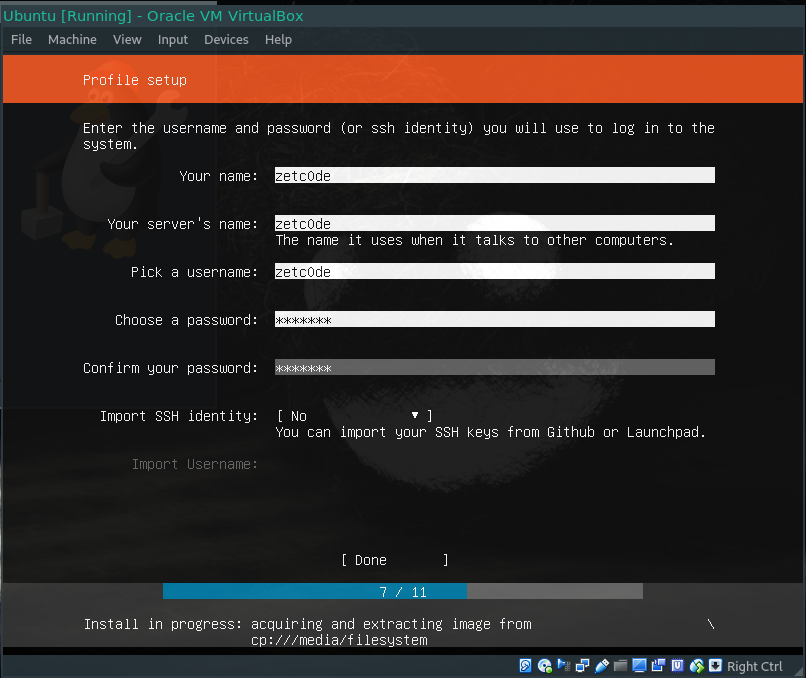 Ubuntu [Running] - Oracle VM VirtualBox
File Machine View Input Devices Help
Profile setup
Enter the username and password (or ssh identity) you will use to log in to the
system.
Your name: zetc0de
Your server's name: zetc0de
The name it uses when it talks to other computers.
Pick a username: zetc0de
Choose a password: *******
Confirm your password: *******
Import SSH identity: [ No ▼ ]
You can import your SSH keys from Github or Launchpad.
Import Username:
[ Done ]
7 / 11
Install in progress: acquiring and extracting image from \
cp:///media/filesystem
Right Ctrl